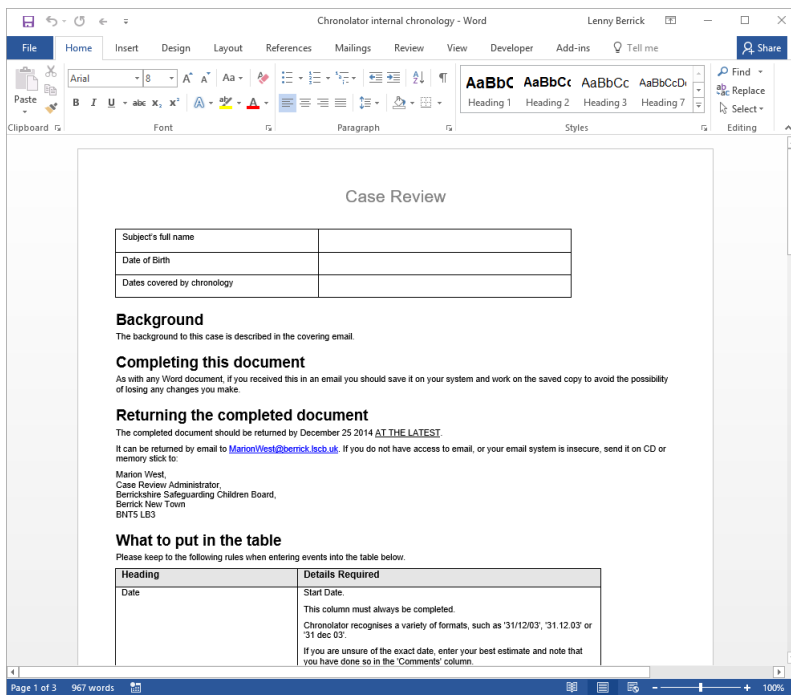 Chronolator internal chronology - Word
Lenny Berrick
File Home Insert Design Layout References Mailings Review View Developer Add-ins Tell me Share
Paste
Arial 8 A A Aa
B I U abc X₂ X² A ab A
¶
AaBbC AaBbCc AaBbCc AaBbCcDı
Heading 1 Heading 2 Heading 3 Heading 7
Find
Replace
Select
Clipboard Font Paragraph Styles Editing
Case Review
Subject's full name
Date of Birth
Dates covered by chronology
Background
The background to this case is described in the covering email.
Completing this document
As with any Word document, if you received this in an email you should save it on your system and work on the saved copy to avoid the possibility
of losing any changes you make.
Returning the completed document
The completed document should be returned by December 25 2014 AT THE LATEST.
It can be returned by email to MarionWest@berrick.lscb.uk. If you do not have access to email, or your email system is insecure, send it on CD or
memory stick to:
Marion West,
Case Review Administrator,
Berrickshire Safeguarding Children Board,
Berrick New Town
BNT5 LB3
What to put in the table
Please keep to the following rules when entering events into the table below.
Heading Details Required
Date Start Date.
This column must always be completed.
Chronolator recognises a variety of formats, such as '31/12/03', '31.12.03' or
'31 dec 03'.
If you are unsure of the exact date, enter your best estimate and note that
you have done so in the 'Comments' column.
Page 1 of 3 967 words 100%